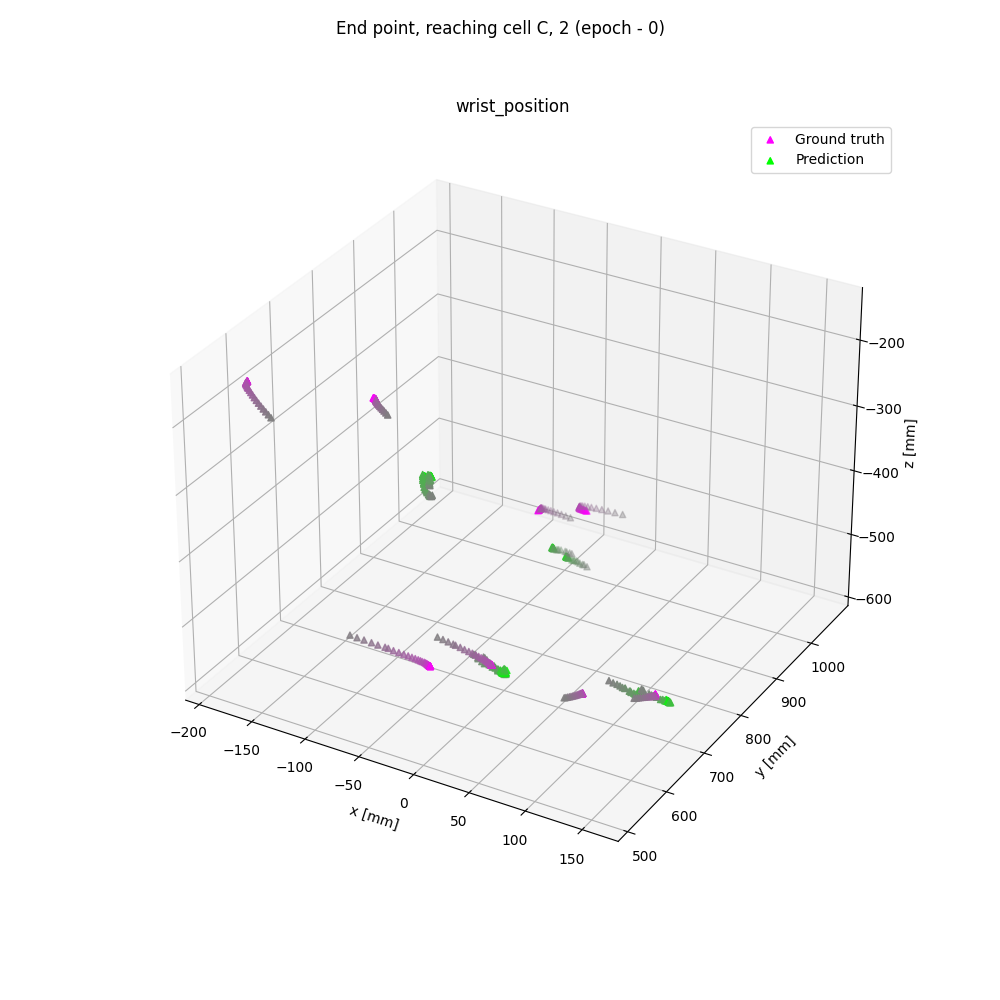 End point, reaching cell C, 2 (epoch - 0)
wrist_position
Ground truth
Prediction
−200
−300
−400
−500
−600
z [mm]
1000
900
800
700
600
500
y [mm]
−200
−150
−100
−50
0
50
100
150
x [mm]